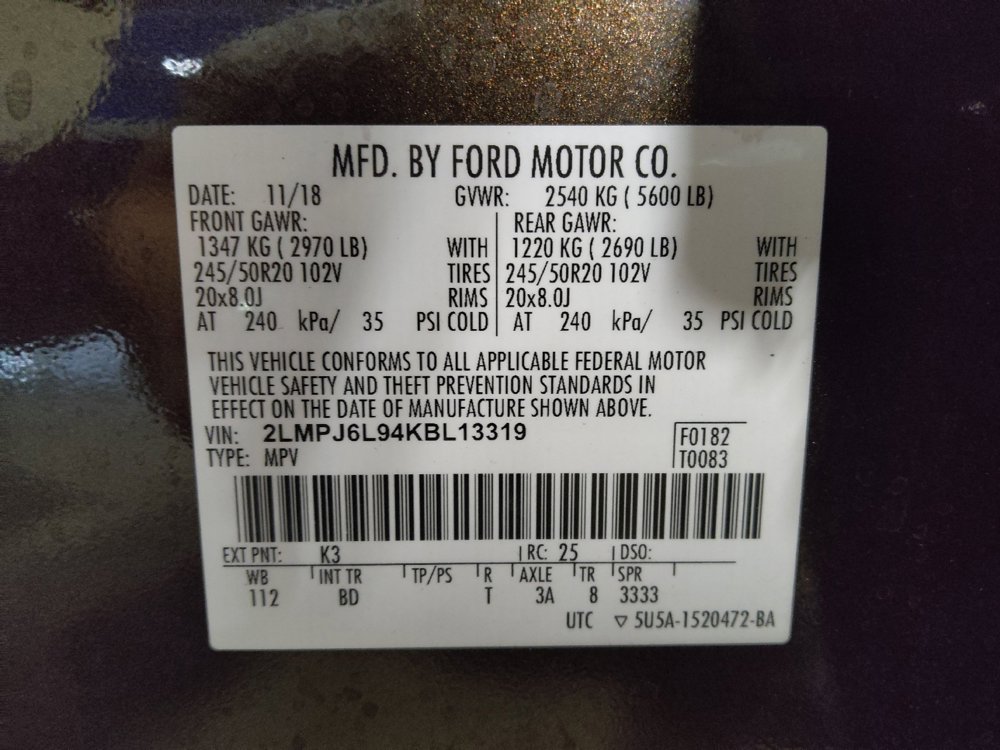 MFD. BY FORD MOTOR CO.
DATE: 11/18 GVWR: 2540 KG ( 5600 LB)
FRONT GAWR: REAR GAWR:
1347 KG ( 2970 LB) WITH 1220 KG ( 2690 LB) WITH
245/50R20 102V TIRES 245/50R20 102V TIRES
20x8.0J RIMS 20x8.0J RIMS
AT 240 kPa/ 35 PSI COLD AT 240 kPa/ 35 PSI COLD
THIS VEHICLE CONFORMS TO ALL APPLICABLE FEDERAL MOTOR
VEHICLE SAFETY AND THEFT PREVENTION STANDARDS IN
EFFECT ON THE DATE OF MANUFACTURE SHOWN ABOVE.
VIN: 2LMPJ6L94KBL13319 F0182
TYPE: MPV T0083
EXT PNT: K3 RC: 25 DSO:
WB INT TR TP/PS R AXLE TR SPR
112 BD T 3A 8 3333
UTC ▽ 5U5A-1520472-BA